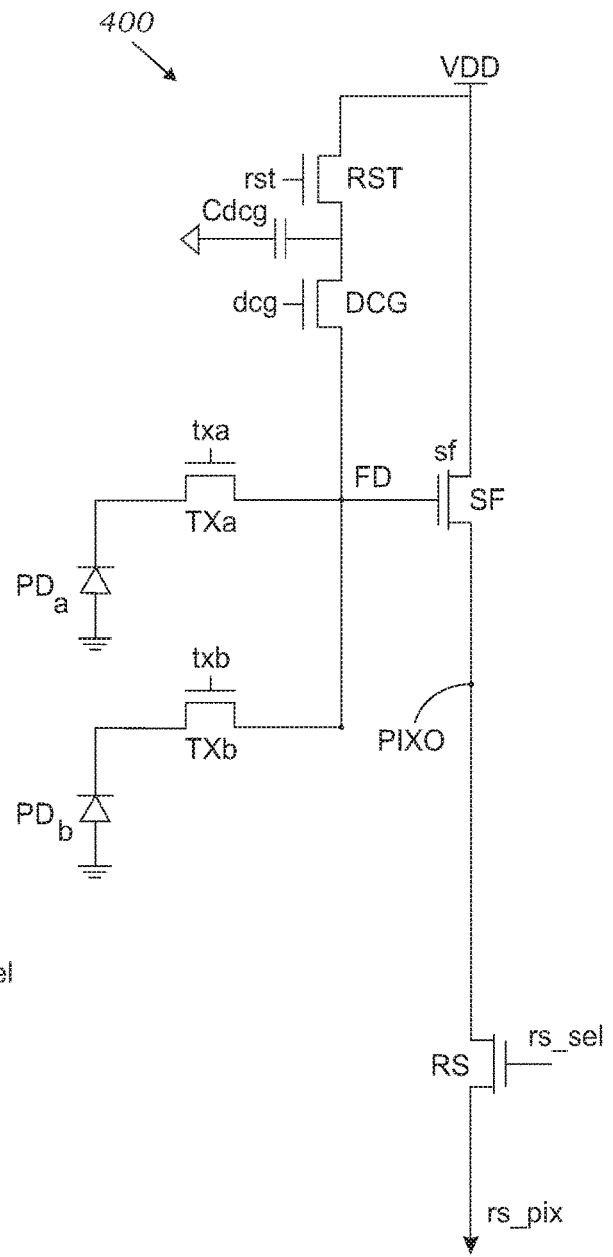 400
VDD
rst
RST
Cdcg
dcg
DCG
txa
sf
FD
SF
TXa
PDa
txb
PIXO
TXb
PDb
el
rs_sel
RS
rs_pix